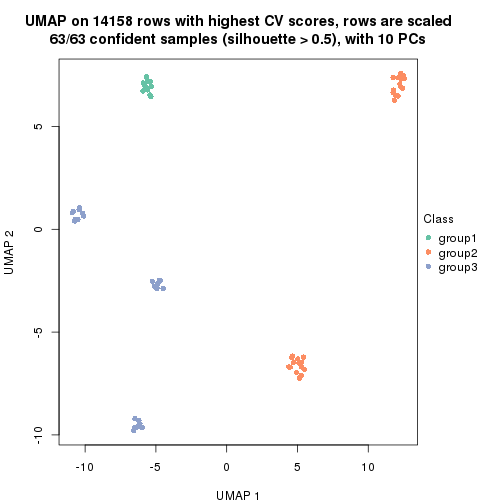 UMAP on 14158 rows with highest CV scores, rows are scaled
63/63 confident samples (silhouette > 0.5), with 10 PCs
5
0
-5
-10
UMAP 2
-10
-5
0
5
10
UMAP 1
Class
group1
group2
group3